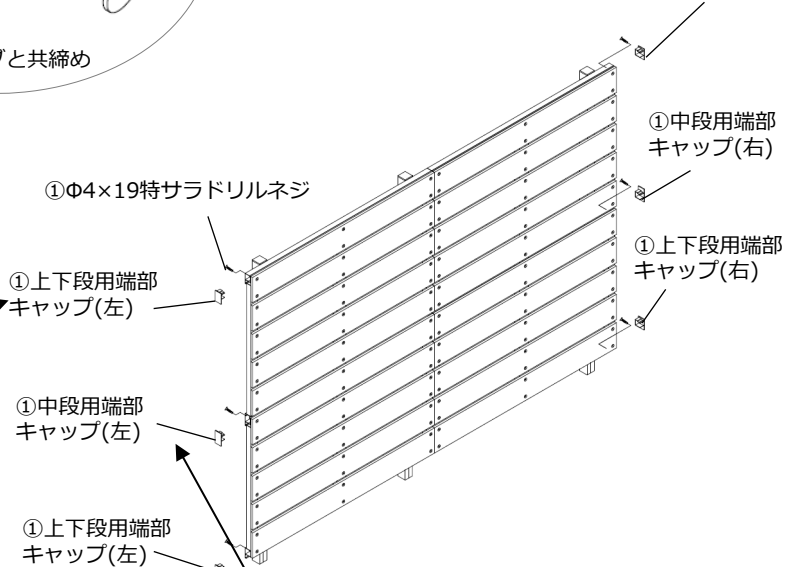 と共締め
①中段用端部
キャップ(右)
①Φ4×19特サラドリルネジ
①上下段用端部
キャップ(右)
①上下段用端部
キャップ(左)
①中段用端部
キャップ(左)
①上下段用端部
キャップ(左)